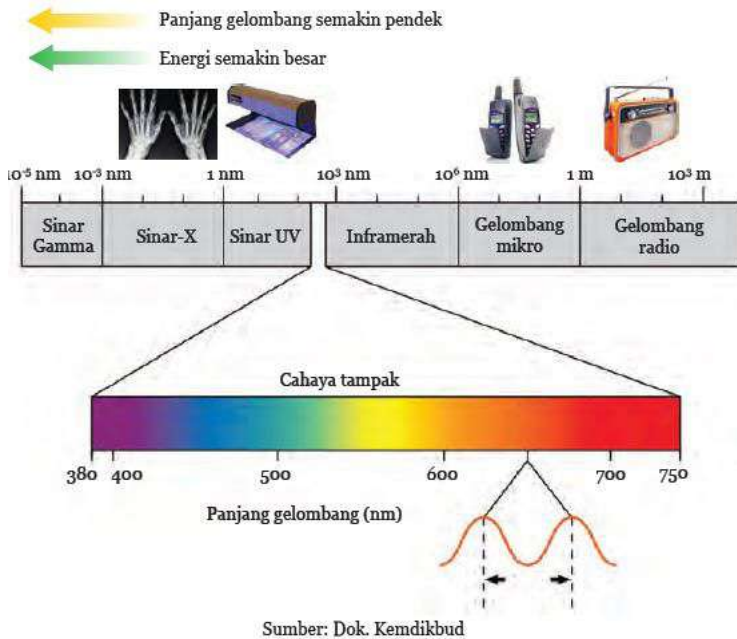 Panjang gelombang semakin pendek
Energi semakin besar
10-5 nm 10-3 nm 1 nm 10³ nm 10⁶ nm 1 m 10³ m
Sinar Gamma Sinar-X Sinar UV Inframerah Gelombang mikro Gelombang radio
Cahaya tampak
380 400 500 600 700 750
Panjang gelombang (nm)
Sumber: Dok. Kemdikbud